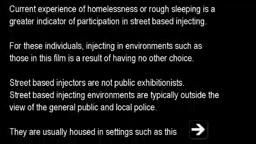 Current experience of homelessness or rough sleeping is a
greater indicator of participation in street based injecting.
For these individuals, injecting in environments such as
those in this film is a result of having no other choice.
Street based injectors are not public exhibitionists.
Street based injecting environments are typically outside the
view of the general public and local police.
They are usually housed in settings such as this